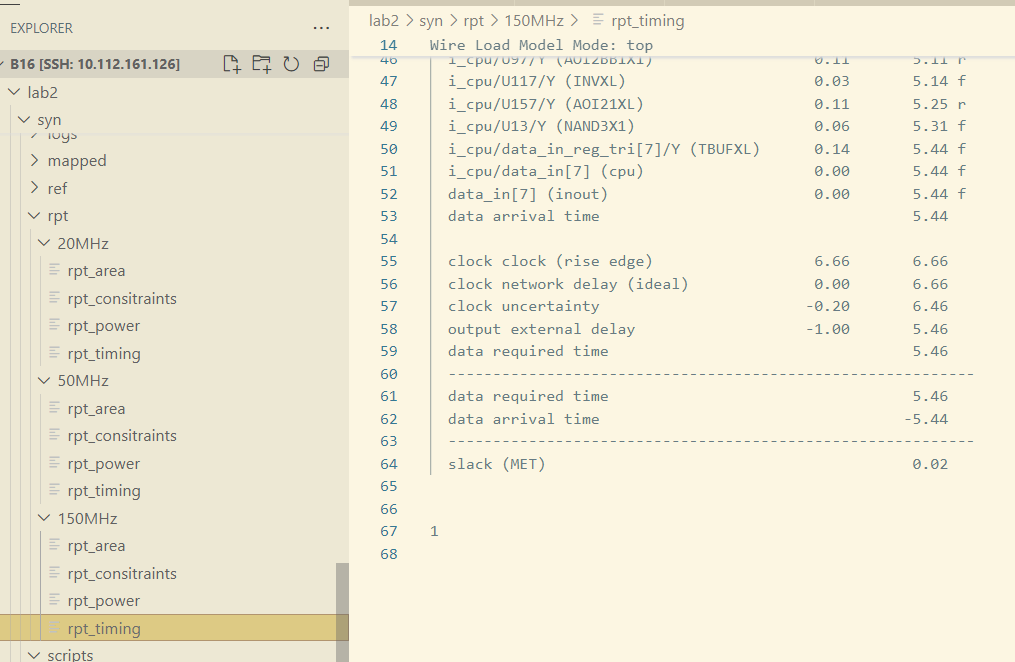 EXPLORER
...
B16 [SSH: 10.112.161.126]
lab2
syn
logs
mapped
ref
rpt
20MHz
rpt_area
rpt_consitraints
rpt_power
rpt_timing
50MHz
rpt_area
rpt_consitraints
rpt_power
rpt_timing
150MHz
rpt_area
rpt_consitraints
rpt_power
rpt_timing
scripts
lab2 > syn > rpt > 150MHz > rpt_timing
14 Wire Load Model Mode: top
46 i_cpu/U97/Y (AOI2BB1X1) 0.11 5.11 r
47 i_cpu/U117/Y (INVXL) 0.03 5.14 f
48 i_cpu/U157/Y (AOI21XL) 0.11 5.25 r
49 i_cpu/U13/Y (NAND3X1) 0.06 5.31 f
50 i_cpu/data_in_reg_tri[7]/Y (TBUFXL) 0.14 5.44 f
51 i_cpu/data_in[7] (cpu) 0.00 5.44 f
52 data_in[7] (inout) 0.00 5.44 f
53 data arrival time 5.44
54
55 clock clock (rise edge) 6.66 6.66
56 clock network delay (ideal) 0.00 6.66
57 clock uncertainty -0.20 6.46
58 output external delay -1.00 5.46
59 data required time 5.46
60 -----------------------------------------------------------
61 data required time 5.46
62 data arrival time -5.44
63 -----------------------------------------------------------
64 slack (MET) 0.02
65
66
67 1
68